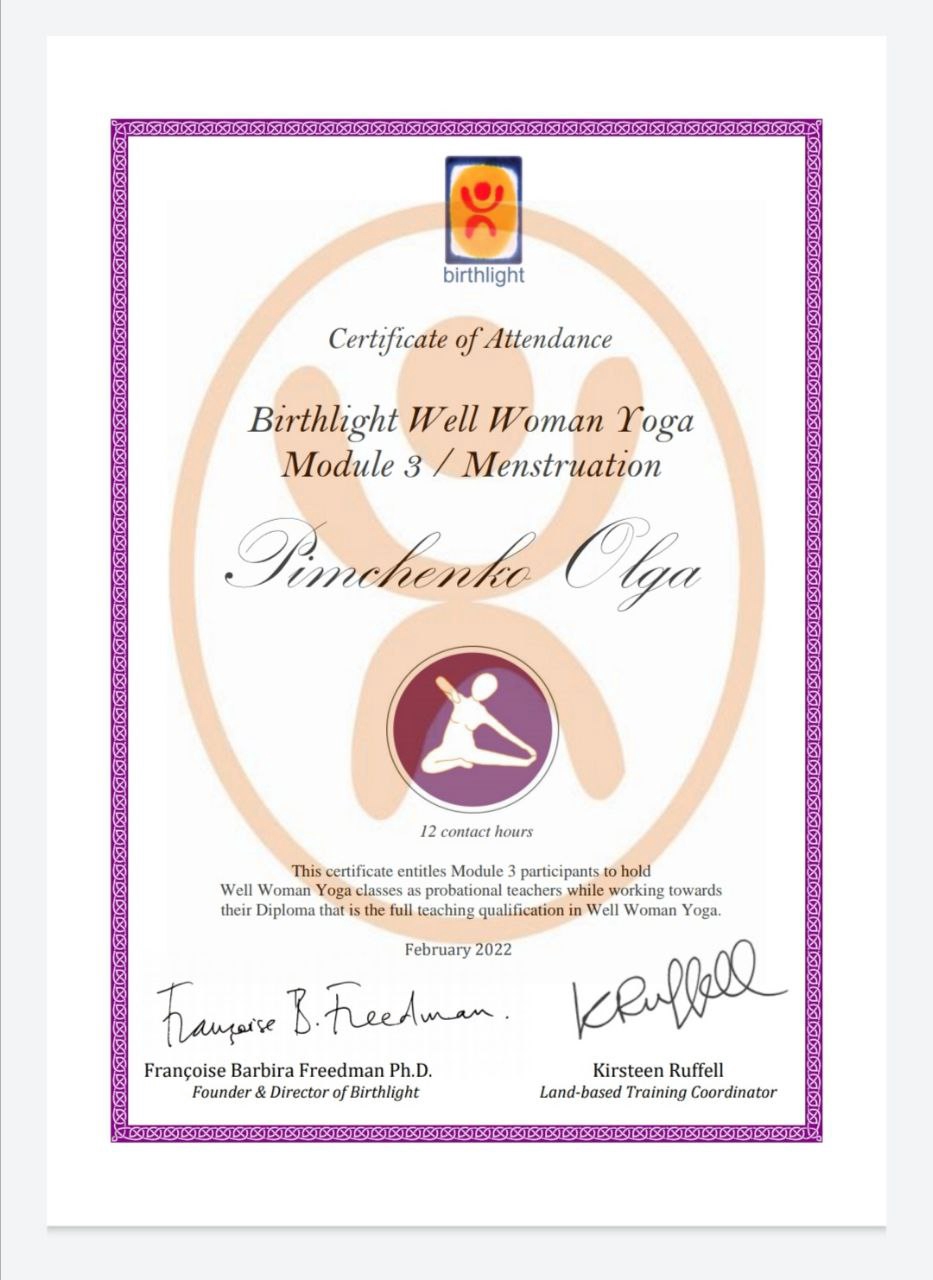 birthlight
Certificate of Attendance
Birthlight Well Woman Yoga
Module 3 / Menstruation
Pimchenko Olga
12 contact hours
This certificate entitles Module 3 participants to hold
Well Woman Yoga classes as probational teachers while working towards
their Diploma that is the full teaching qualification in Well Woman Yoga.
February 2022
Françoise B. Freedman. KRuffell
Françoise Barbira Freedman Ph.D. Kirsteen Ruffell
Founder & Director of Birthlight Land-based Training Coordinator